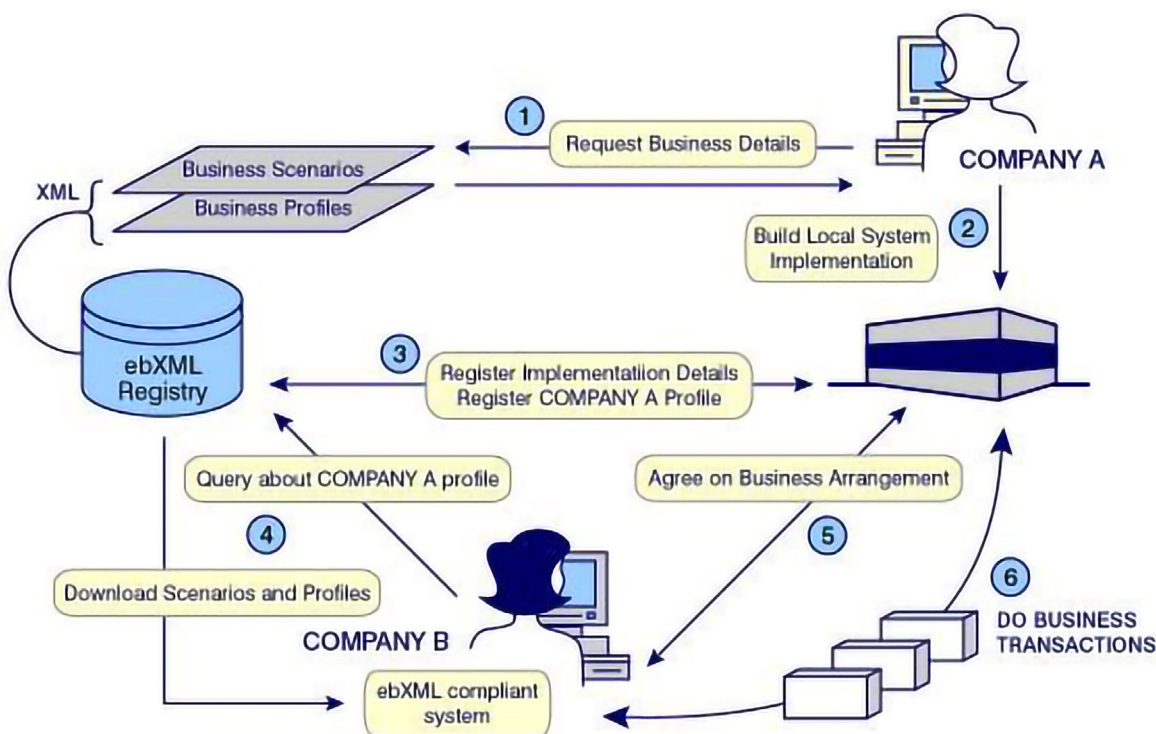 1
Request Business Details
COMPANY A
XML
Business Scenarios
Business Profiles
2
Build Local System
Implementation
ebXML
Registry
3
Register Implementatiion Details
Register COMPANY A Profile
Query about COMPANY A profile
4
Download Scenarios and Profiles
Agree on Business Arrangement
5
6
DO BUSINESS
TRANSACTIONS
COMPANY B
ebXML compliant
system